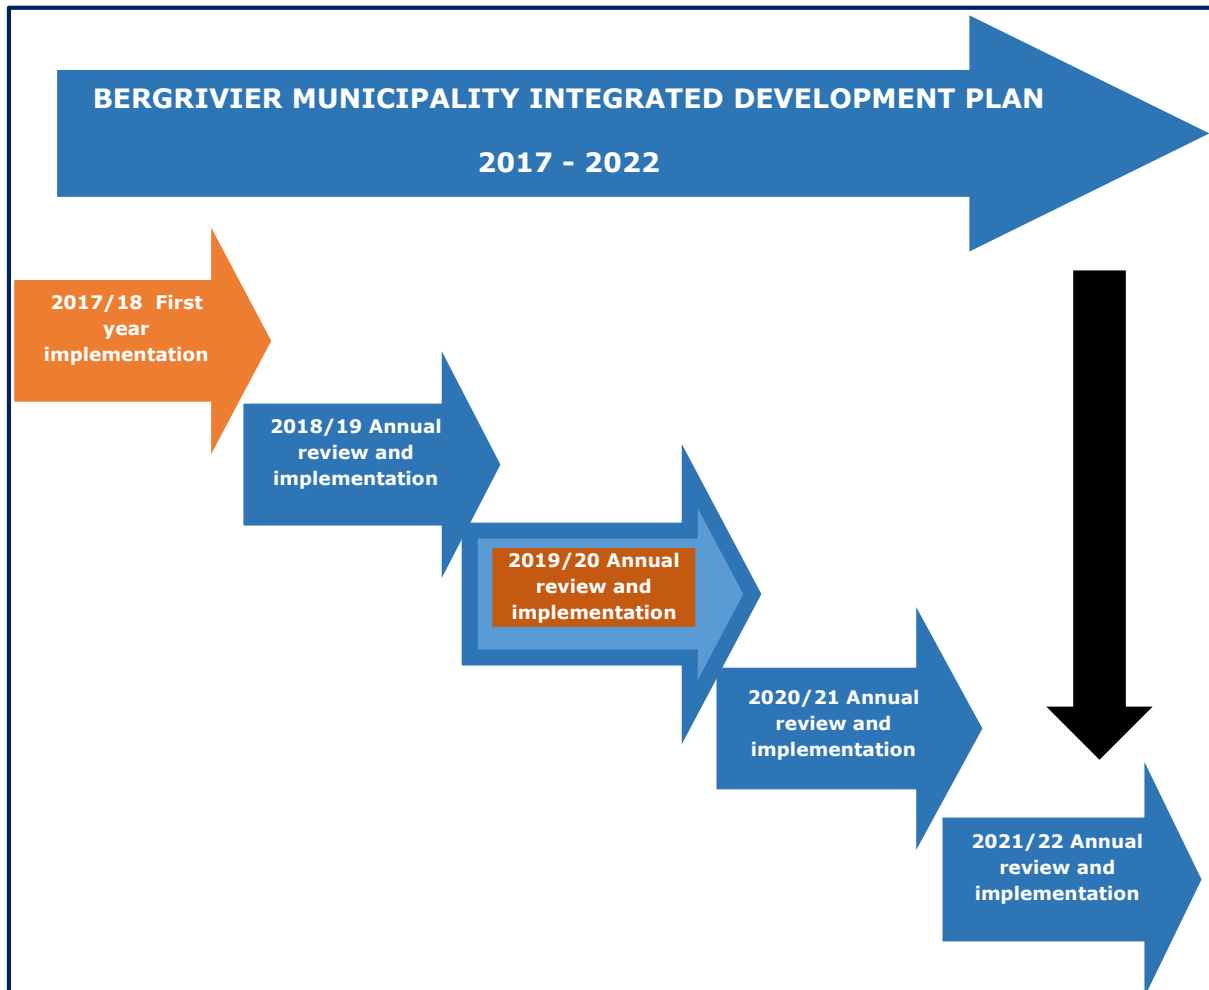 BERGRIVIER MUNICIPALITY INTEGRATED DEVELOPMENT PLAN
2017 - 2022
2017/18 First
year
implementation
2018/19 Annual
review and
implementation
2019/20 Annual
review and
implementation
2020/21 Annual
review and
implementation
2021/22 Annual
review and
implementation